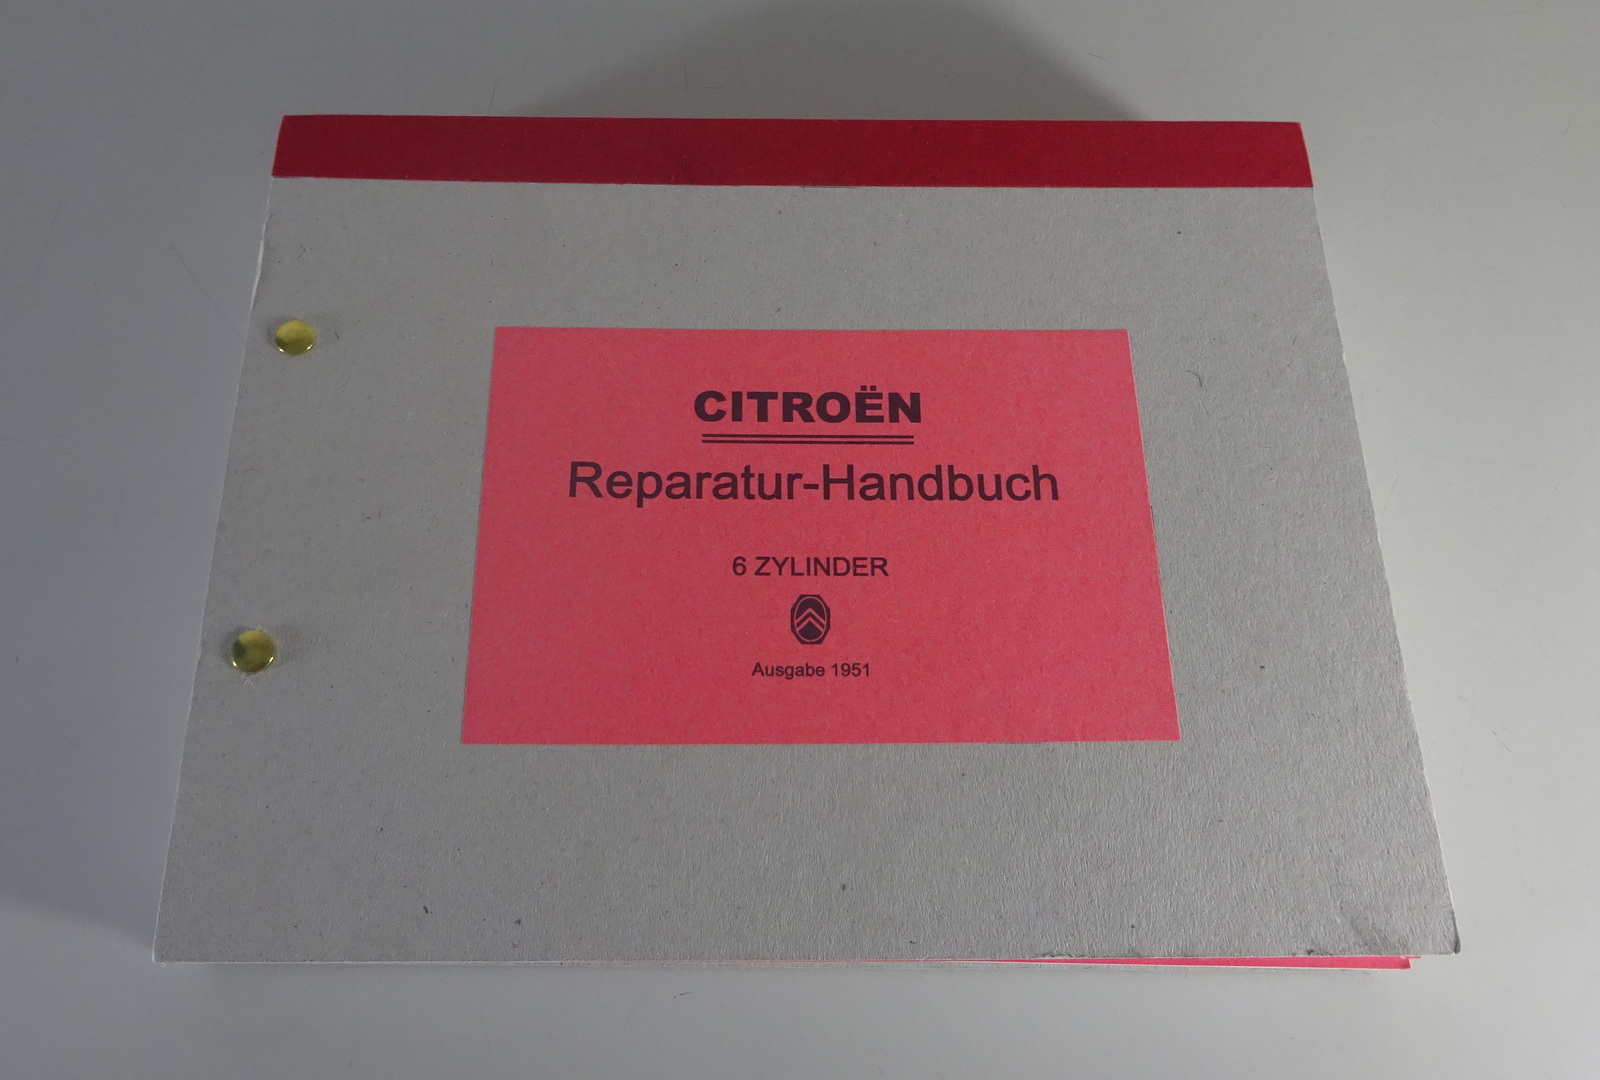 CITROËN
Reparatur-Handbuch
6 ZYLINDER
Ausgabe 1951